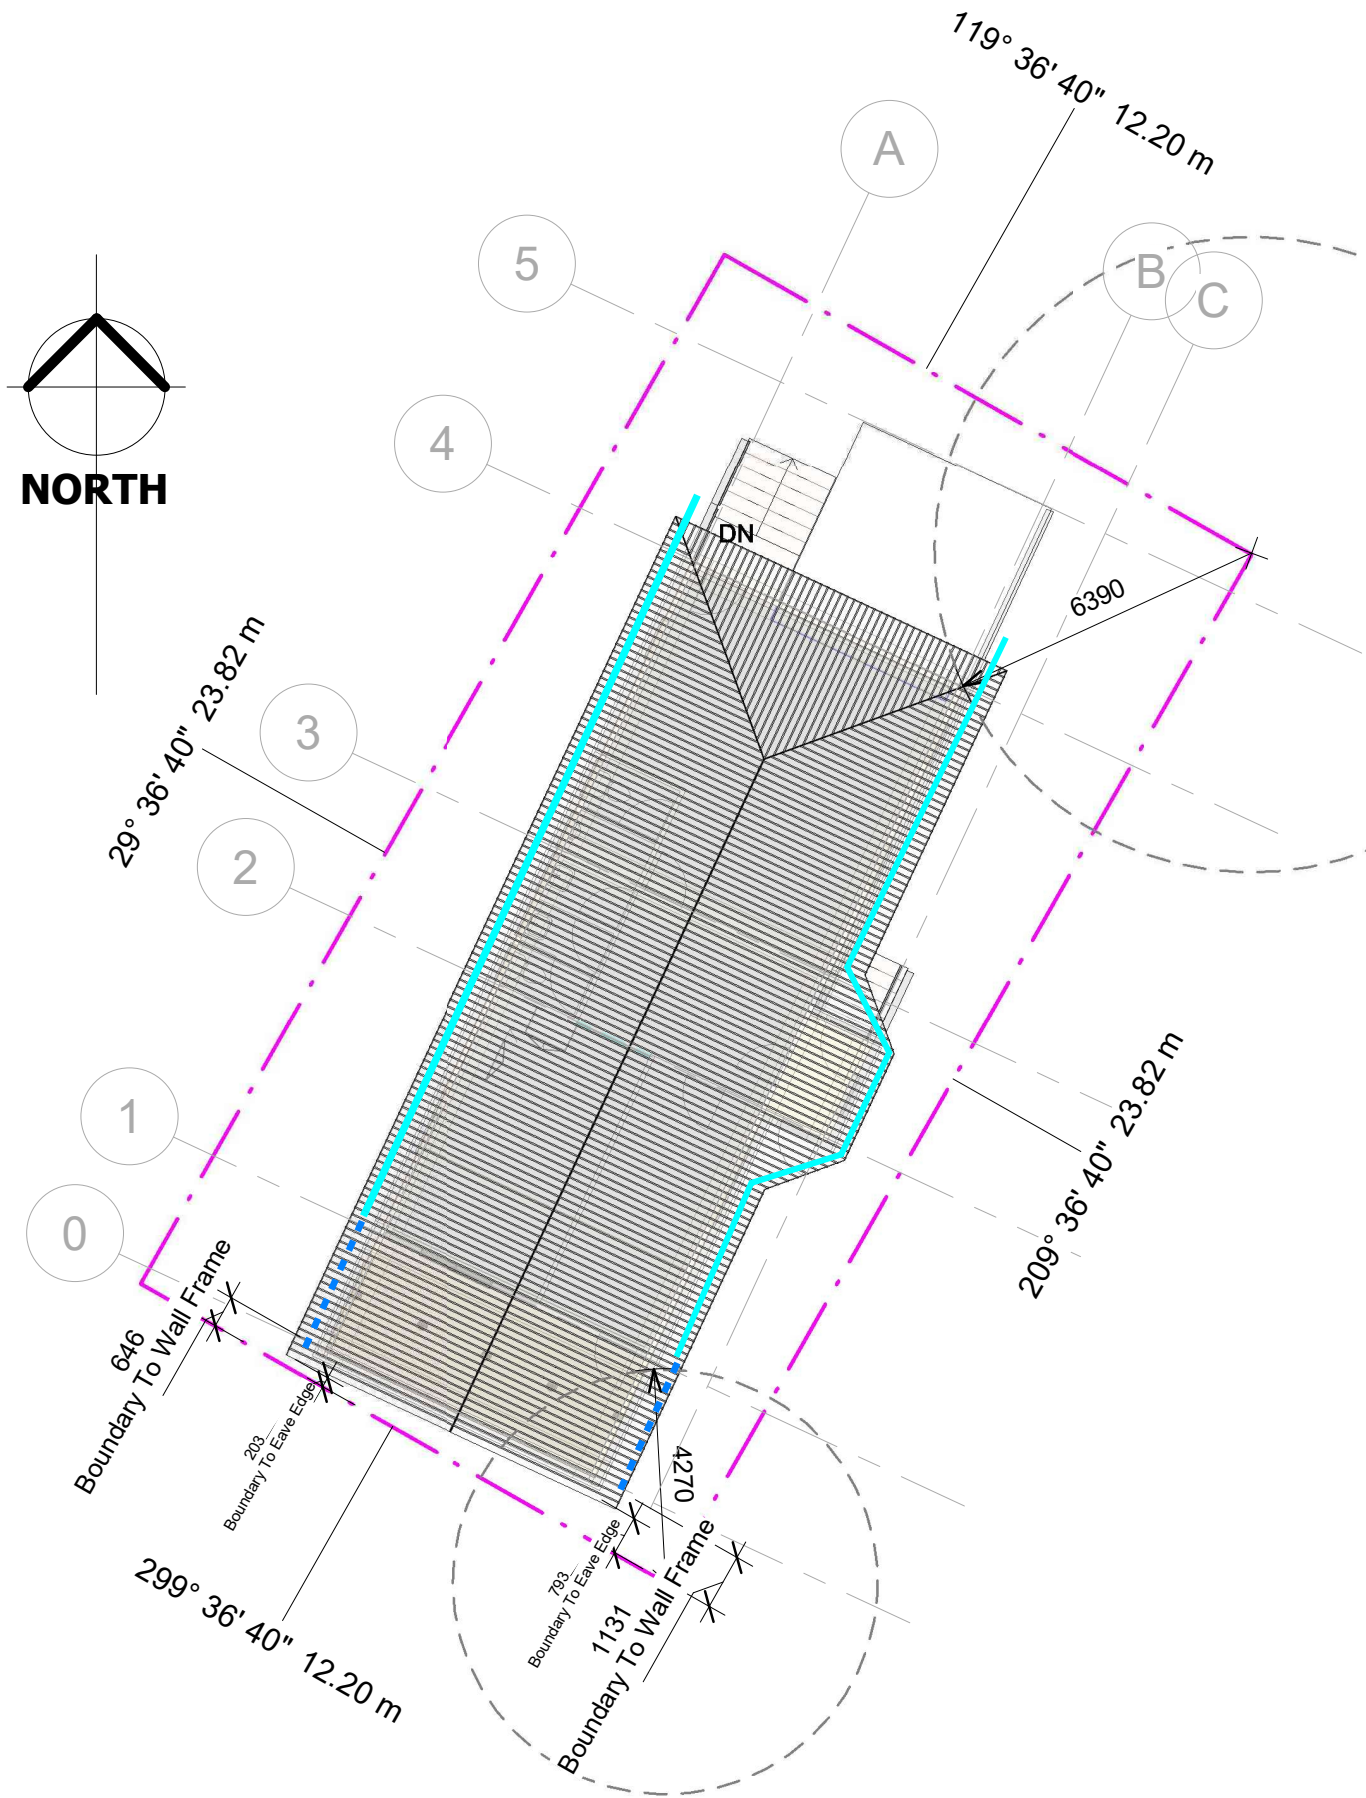 119° 36' 40" 12.20 m
A
5
B
C
4
NORTH
DN
6390
29° 36' 40" 23.82 m
3
2
1
0
209° 36' 40" 23.82 m
646
Boundary To Wall Frame
203
Boundary To Eave Edge
4270
793
Boundary To Eave Edge
1131
Boundary To Wall Frame
299° 36' 40" 12.20 m